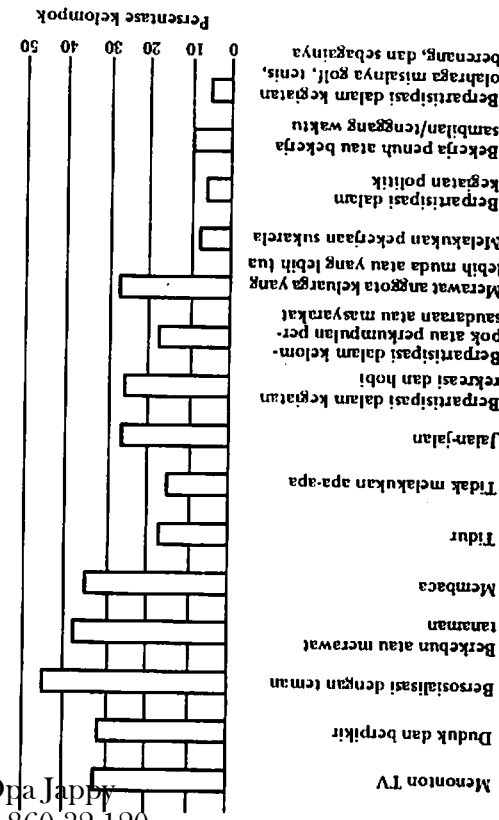 Menonton TV
Duduk dan berpikir
Bersosialisasi dengan teman
Berkebun atau merawat
tanaman
Membaca
Tidur
Tidak melakukan apa-apa
Jalan-jalan
Berpartisipasi dalam kegiatan
rekreasi dan hobi
Berpartisipasi dalam kelom-
pok atau perkumpulan per-
saudaraan atau masyarakat
Merawat anggota keluarga yang
lebih muda atau yang lebih tua
Melakukan pekerjaan sukarela
Berpartisipasi dalam
kegiatan politik
Bekerja penuh atau bekerja
sambilan/tenggang waktu
Berpartisipasi dalam kegiatan
olahraga misalnya golf, tenis,
berenang, dan sebagainya
0 10 20 30 40 50
Persentase kelompok
Opa Jappy